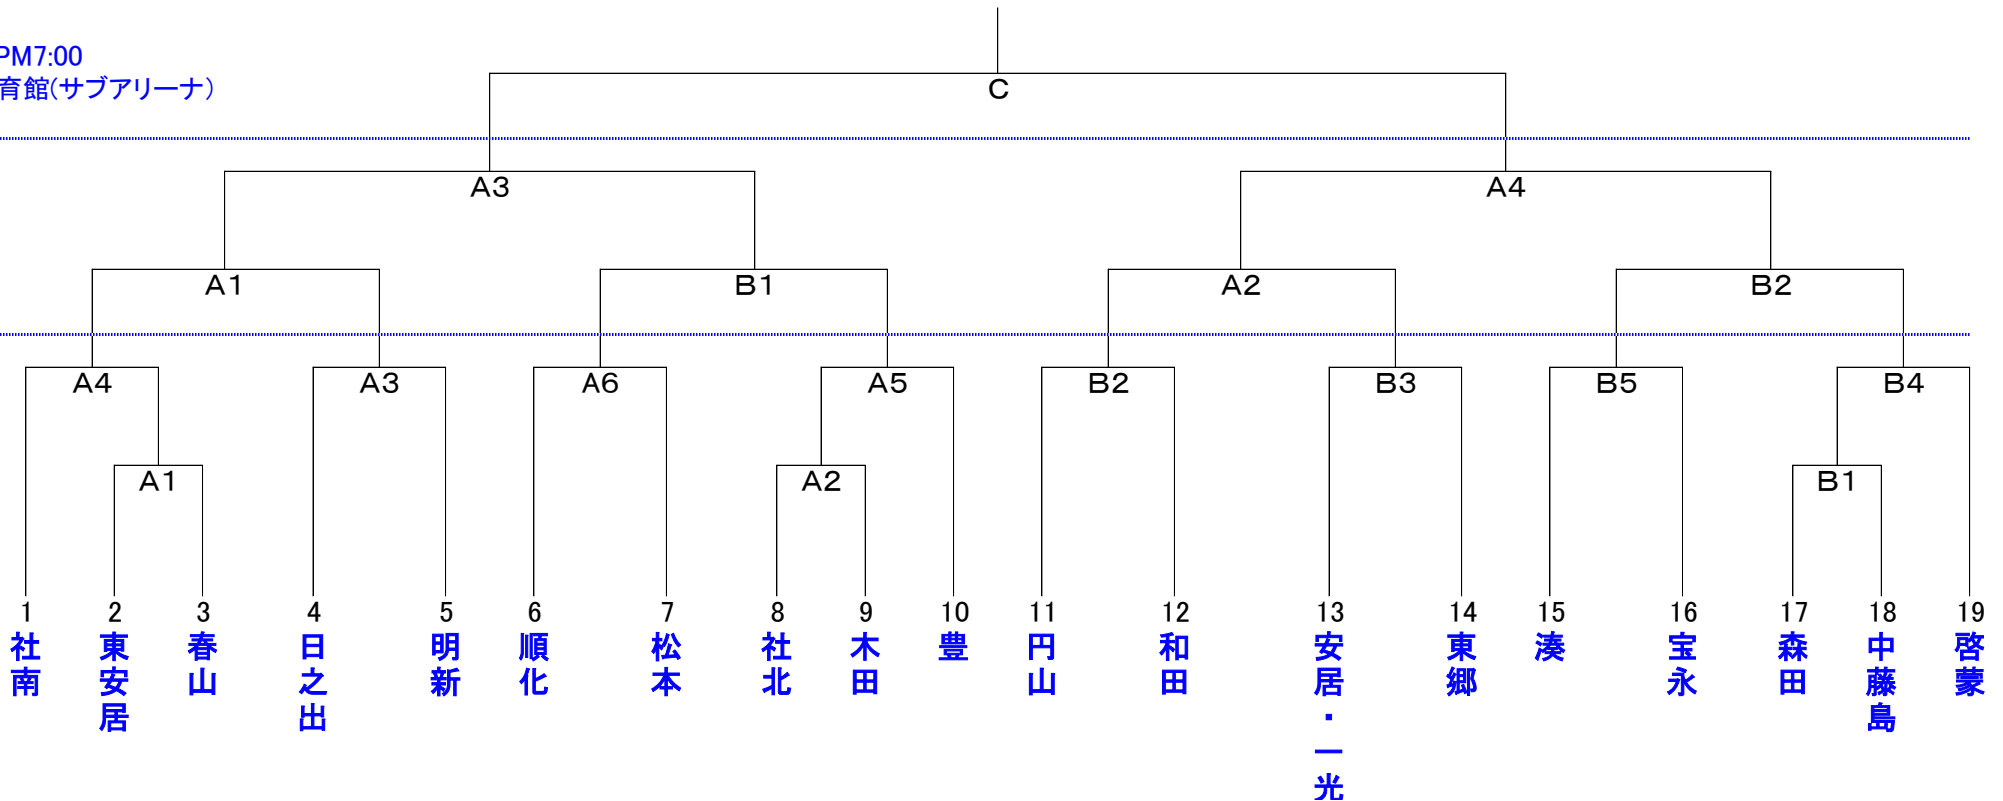 PM7:00
育館(サブアリーナ)
C
A3
A4
A1
B1
A2
B2
A4
A3
A6
A5
B2
B3
B5
B4
A1
A2
B1
1
2
3
4
5
6
7
8
9
10
11
12
13
14
15
16
17
18
19
社南
東安居
春山
日之出
明新
順化
松本
社北
木田
豊
円山
和田
安居・一光
東郷
湊
宝永
森田
中藤島
啓蒙